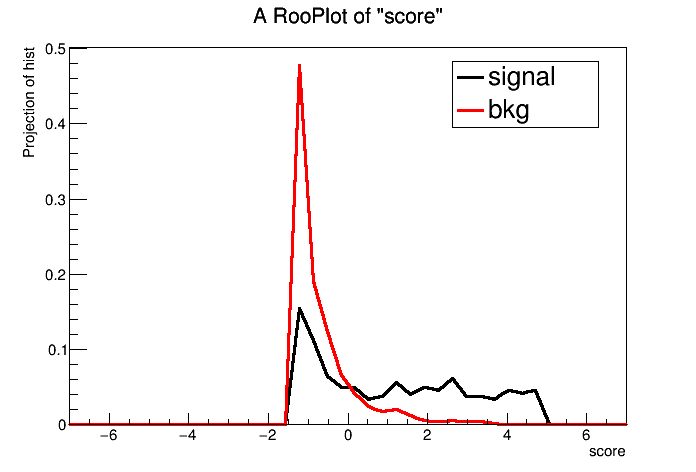 A RooPlot of "score"
Projection of hist
0.5
0.4
0.3
0.2
0.1
0
signal
bkg
−6 −4 −2 0 2 4 6
score